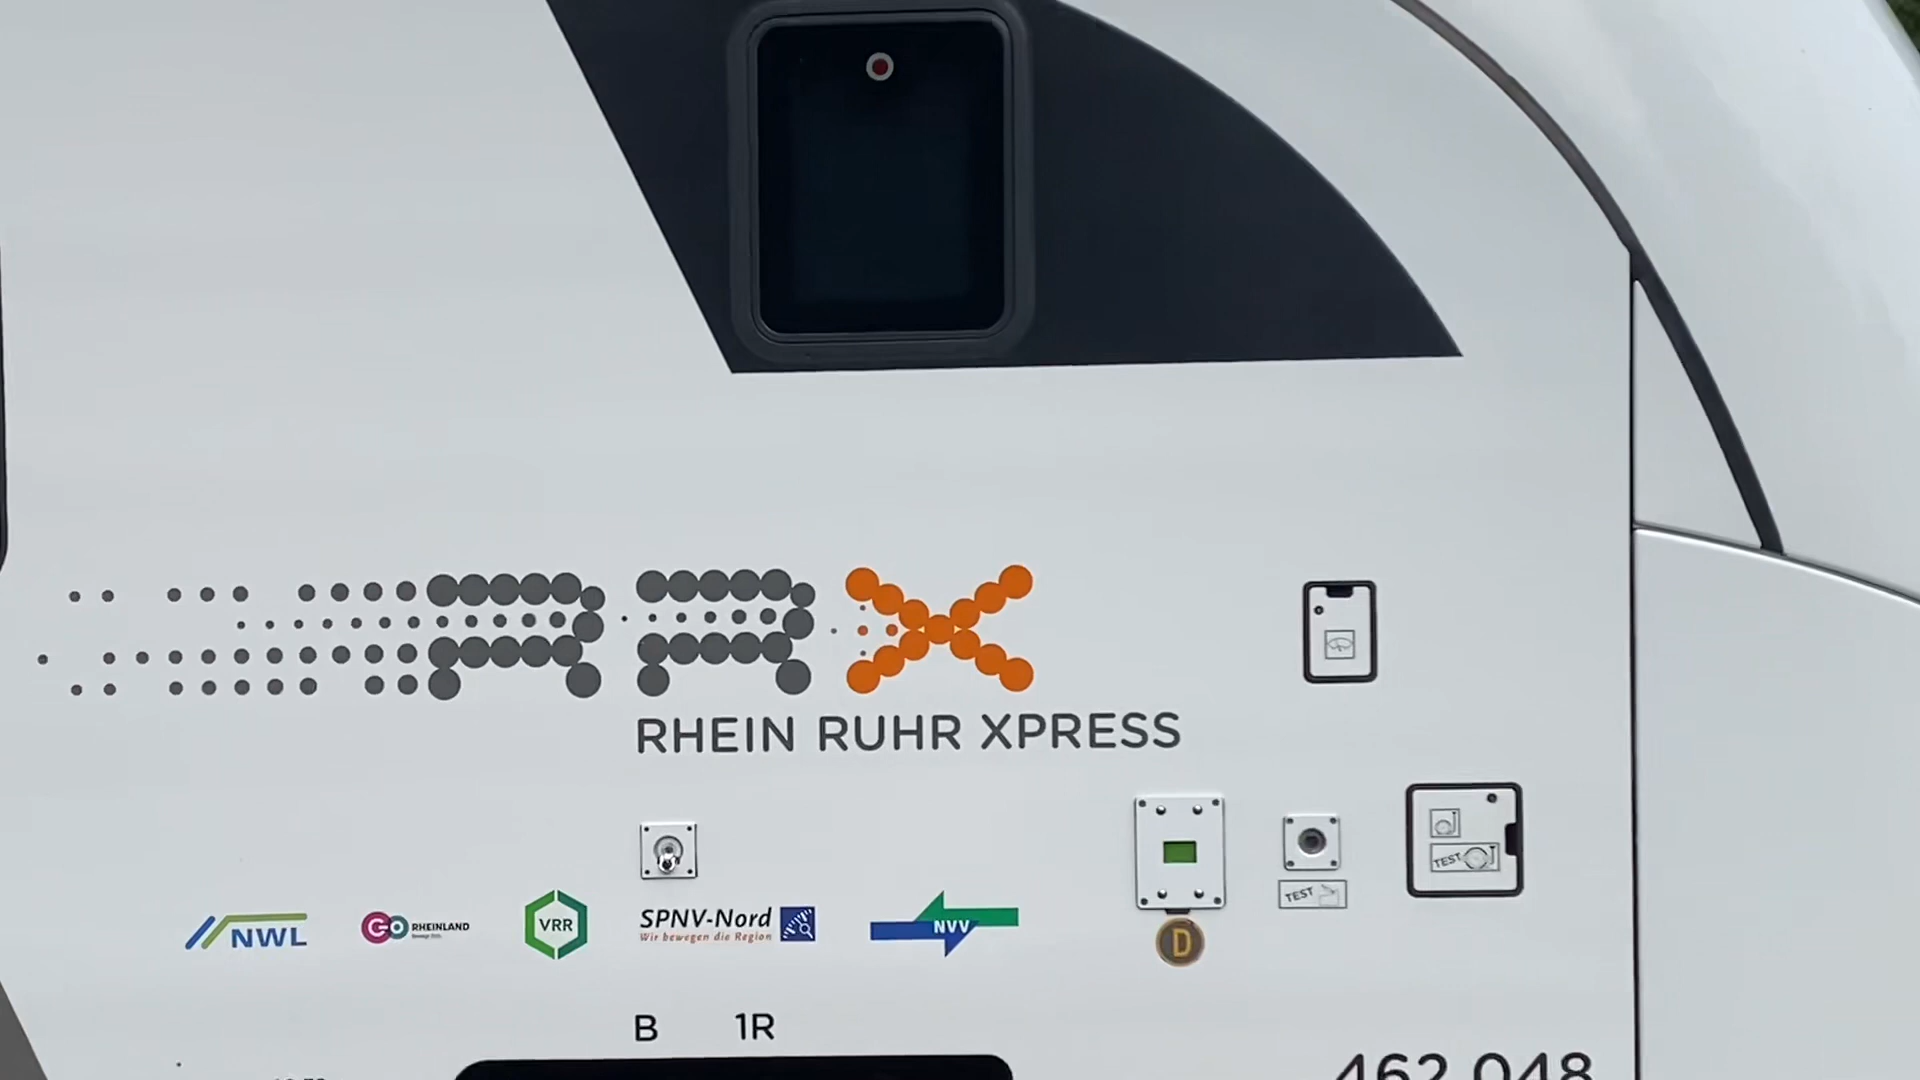 RRX
RHEIN RUHR XPRESS
TEST
TEST
NWL
GO RHEINLAND
VRR
SPNV-Nord
Wir bewegen die Region
NVV
D
B 1R
462 048